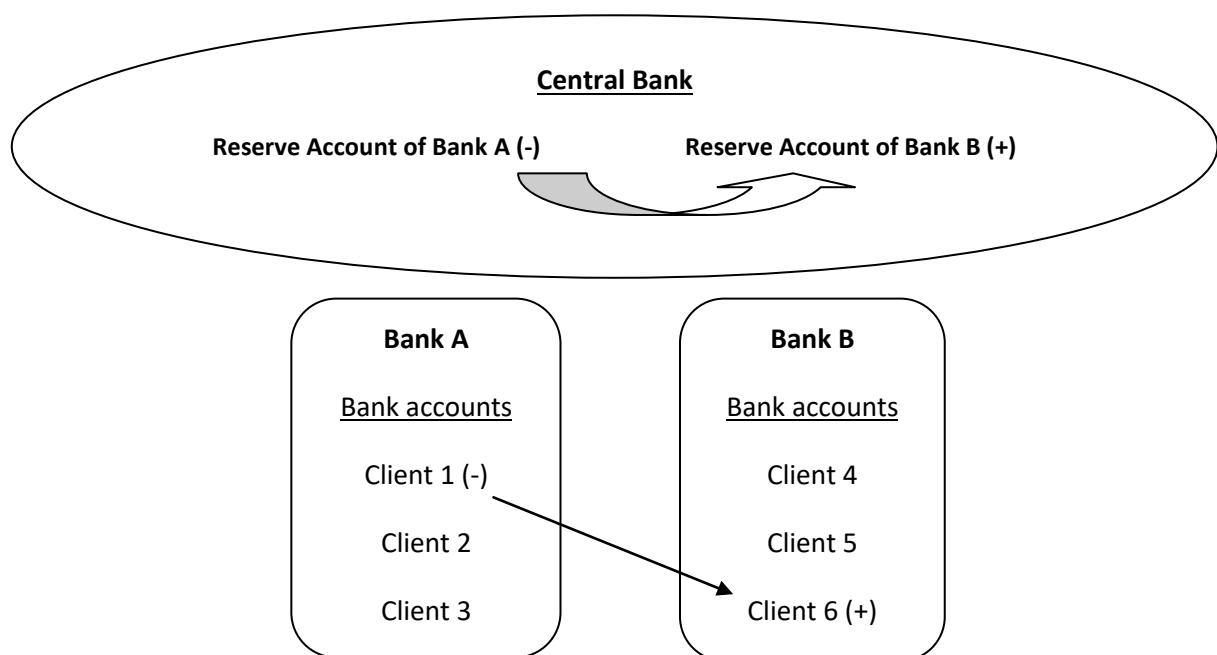 Central Bank
Reserve Account of Bank A (-)
Reserve Account of Bank B (+)
Bank A
Bank accounts
Client 1 (-)
Client 2
Client 3
Bank B
Bank accounts
Client 4
Client 5
Client 6 (+)